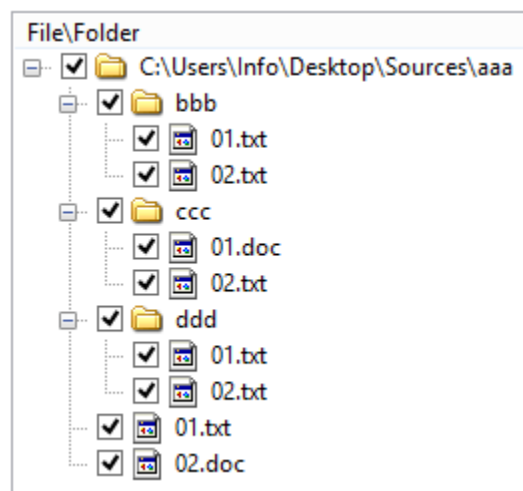 File\Folder
C:\Users\Info\Desktop\Sources\aaa
bbb
01.txt
02.txt
ccc
01.doc
02.txt
ddd
01.txt
02.txt
01.txt
02.doc